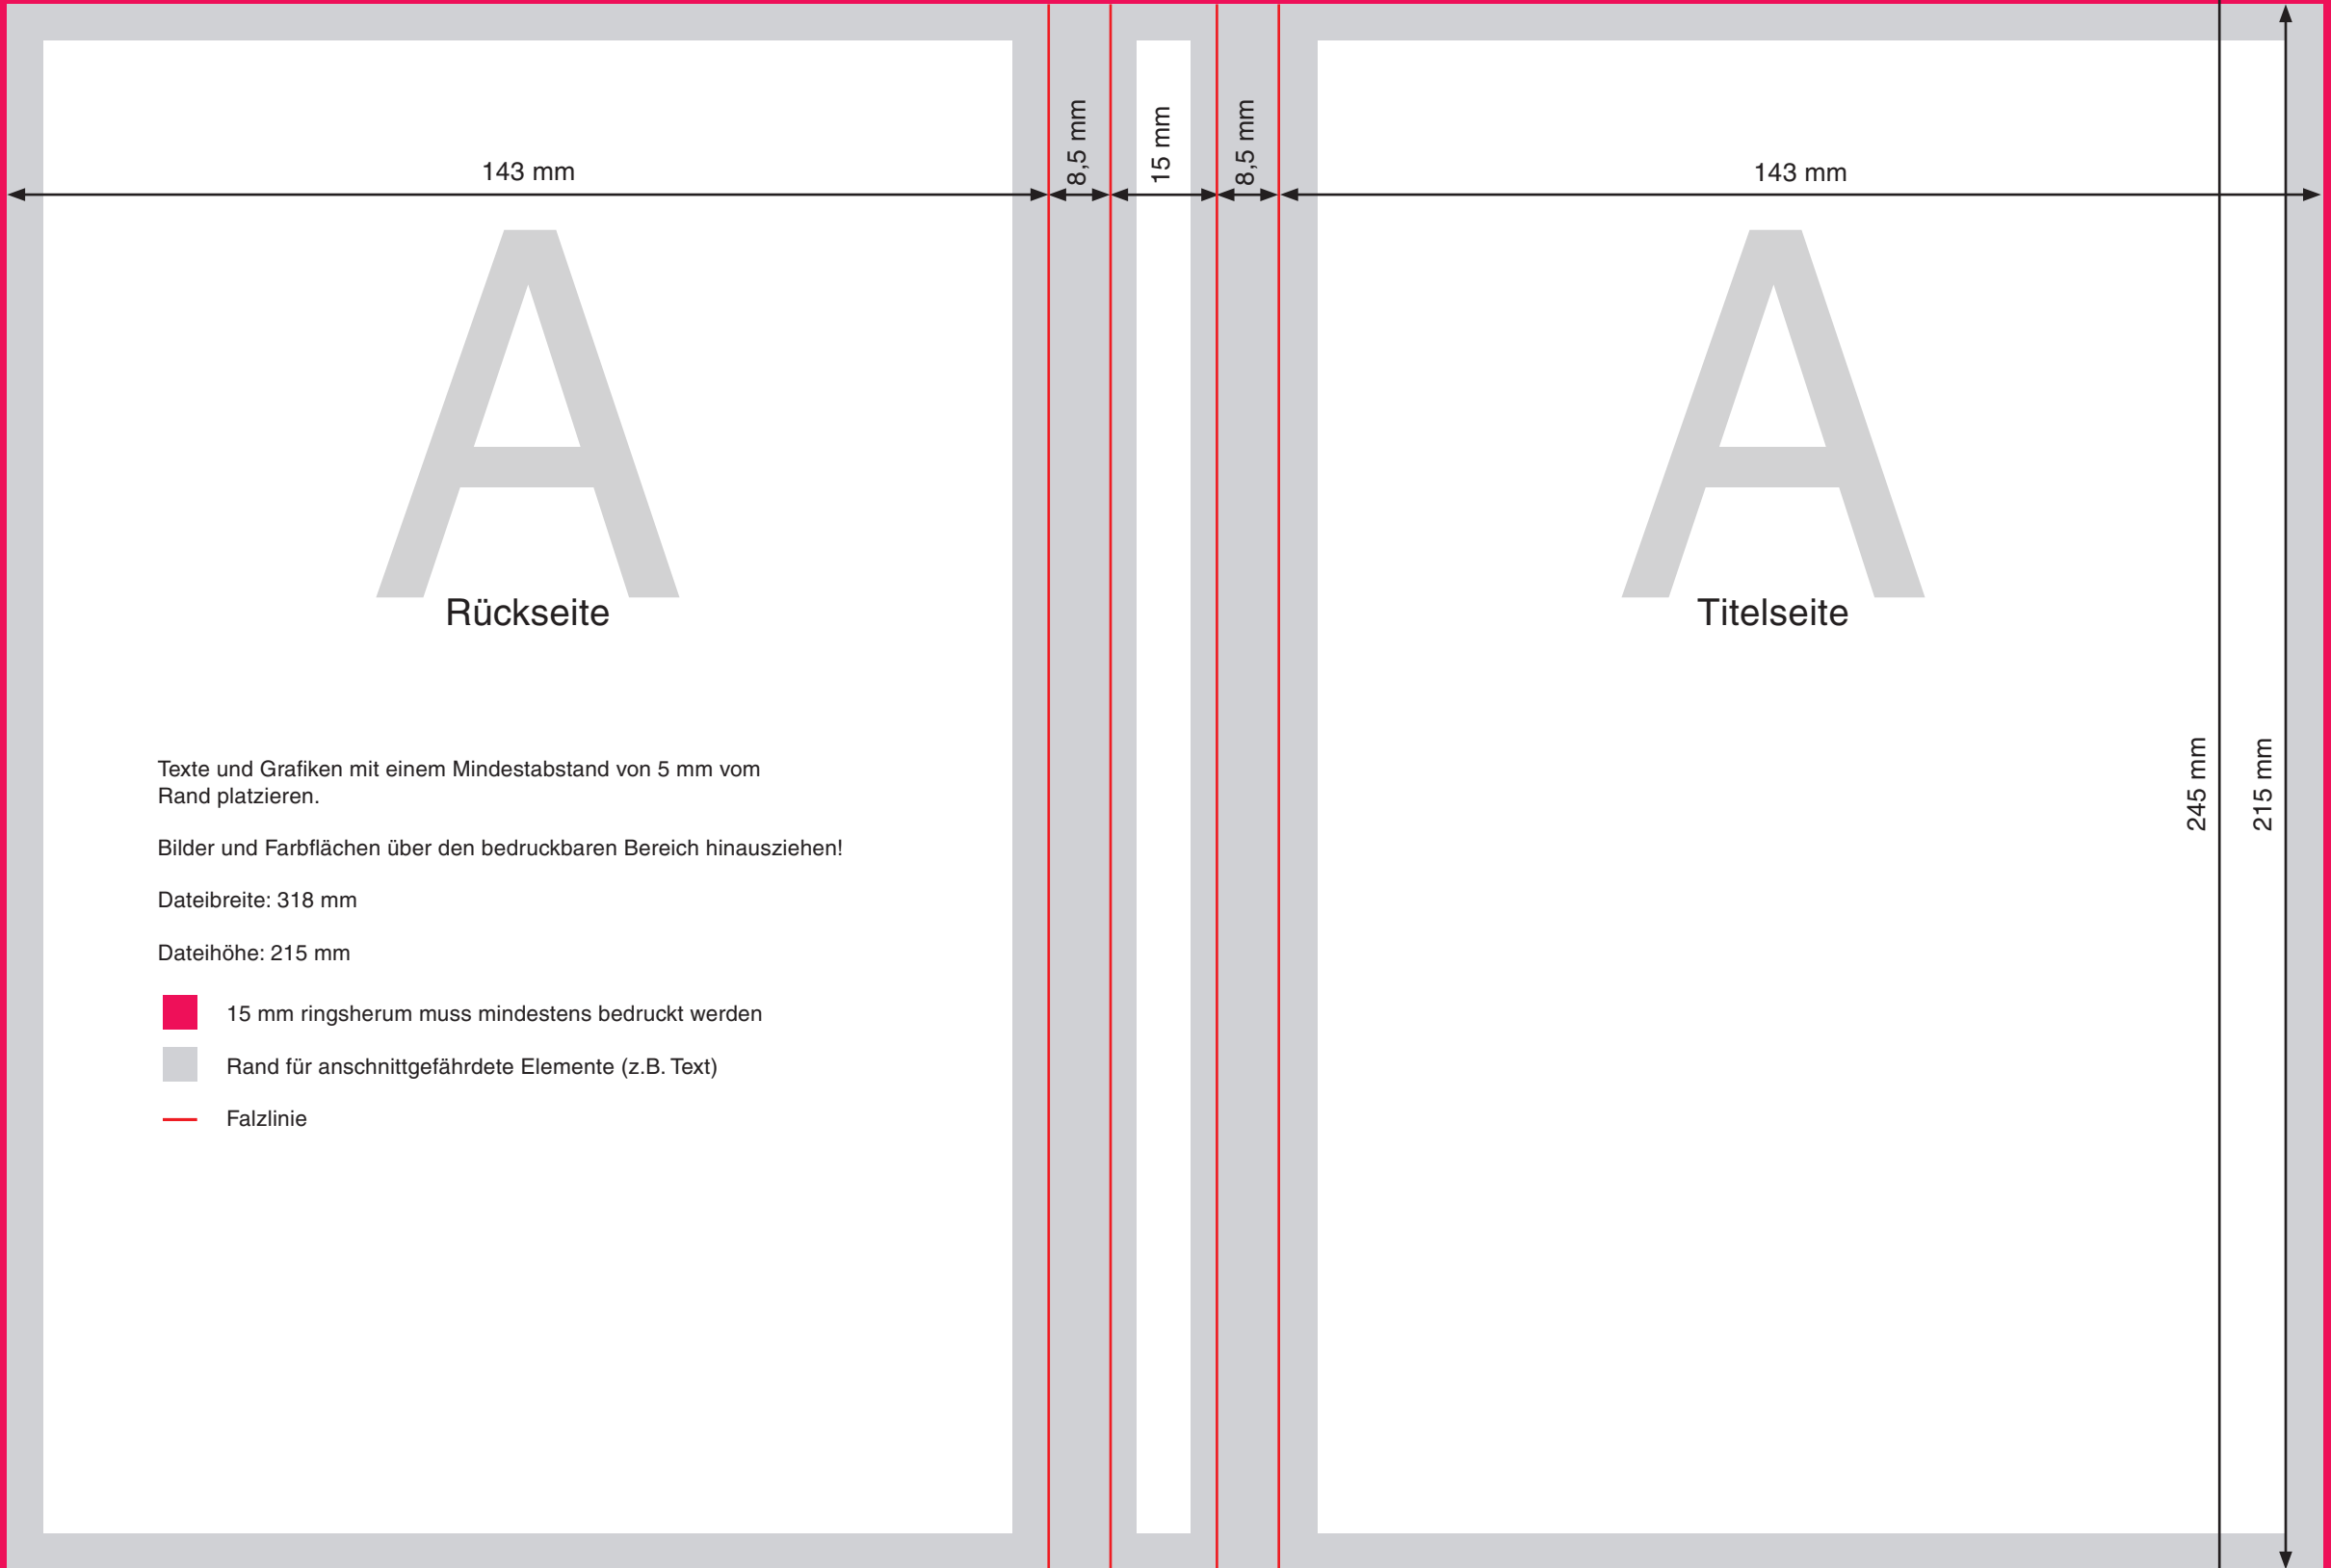 143 mm
8,5 mm
15 mm
8,5 mm
143 mm
A
A
Rückseite
Titelseite
245 mm
215 mm
Texte und Grafiken mit einem Mindestabstand von 5 mm vom
Rand platzieren.
Bilder und Farbflächen über den bedruckbaren Bereich hinausziehen!
Dateibreite: 318 mm
Dateihöhe: 215 mm
15 mm ringsherum muss mindestens bedruckt werden
Rand für anschnittgefährdete Elemente (z.B. Text)
Falzlinie